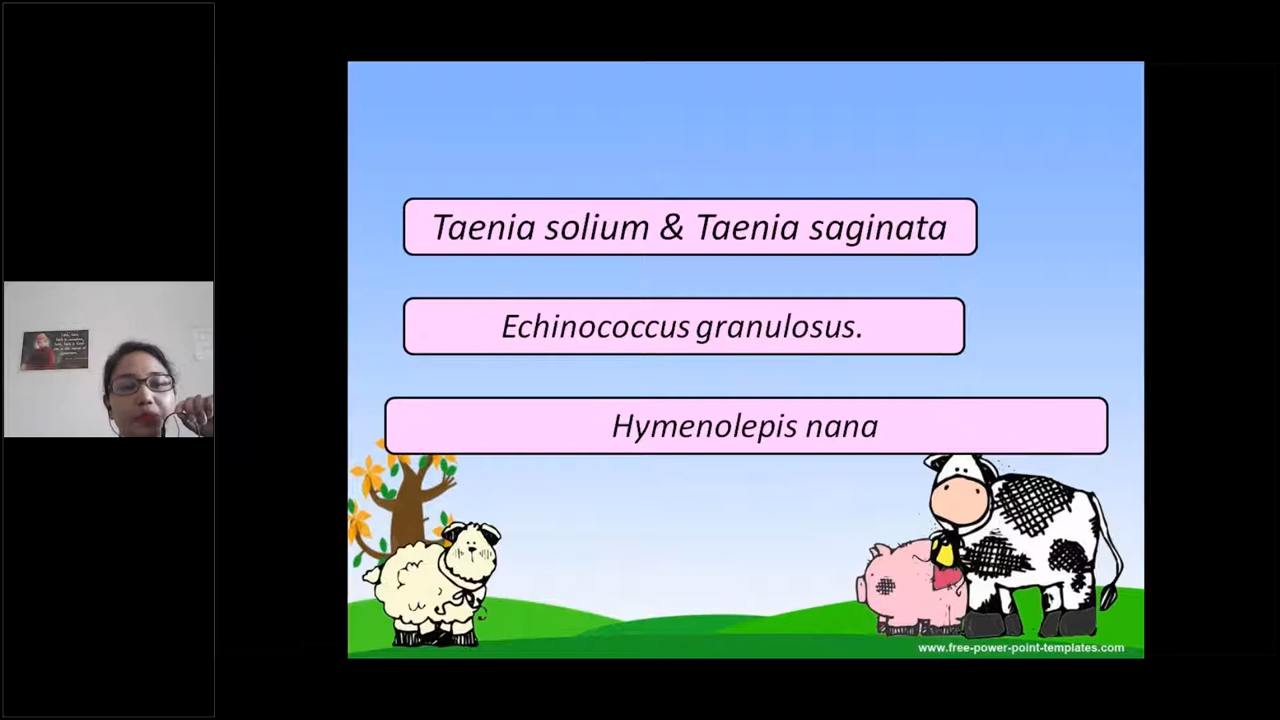 Taenia solium & Taenia saginata
Echinococcus granulosus.
Hymenolepis nana
www.free-power-point-templates.com